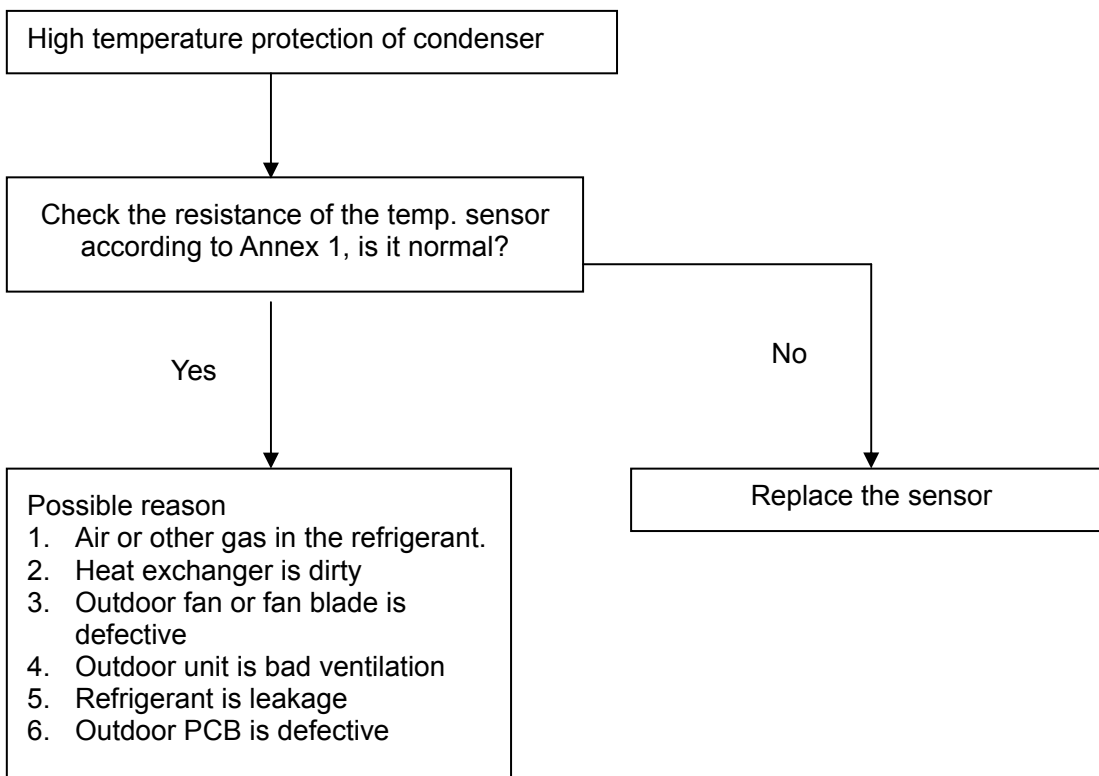 High temperature protection of condenser
Check the resistance of the temp. sensor
according to Annex 1, is it normal?
Yes
No
Possible reason
1. Air or other gas in the refrigerant.
2. Heat exchanger is dirty
3. Outdoor fan or fan blade is
defective
4. Outdoor unit is bad ventilation
5. Refrigerant is leakage
6. Outdoor PCB is defective
Replace the sensor